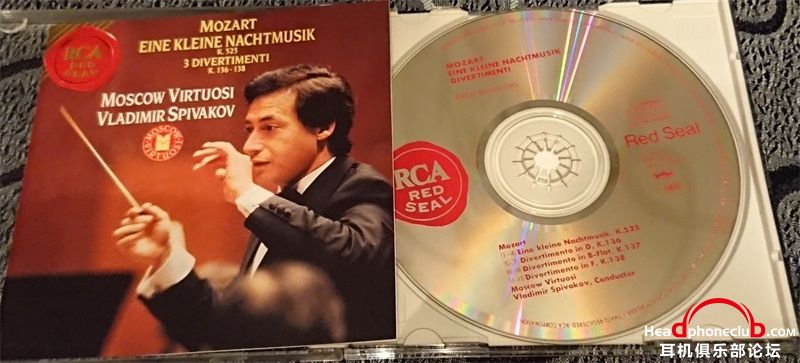 RCA
RED
SEAL
MOZART
EINE KLEINE NACHTMUSIK
K. 525
3 DIVERTIMENTI
K. 136-138
MOSCOW VIRTUOSI
VLADIMIR SPIVAKOV
MOSCOW
VIRTUOSI
MOZART
EINE KLEINE NACHTMUSIK
DIVERTIMENTI
Red Seal
DDD
RCA
RED
SEAL
Mozart
Eine kleine Nachtmusik, K.525
Divertimento in D, K.136
Divertimento in B-Flat, K.137
Divertimento in F, K.138
Moscow Virtuosi
Vladimir Spivakov, Conductor
Headphoneclub.com
耳机俱乐部论坛